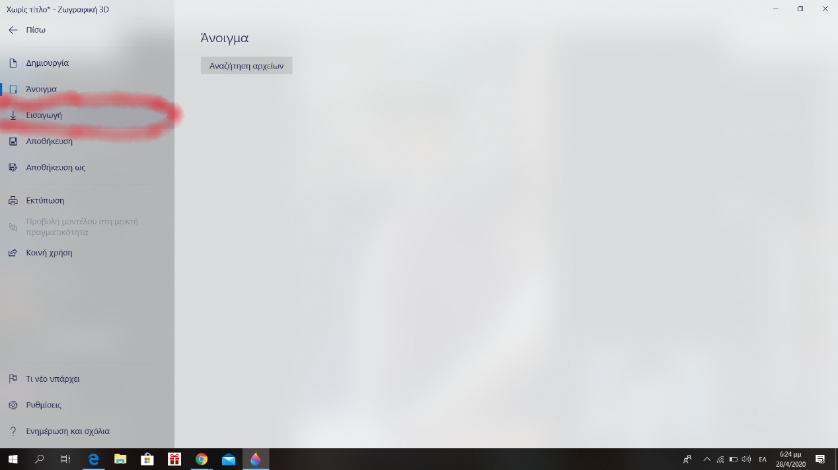 Χωρίς τίτλο* - Ζωγραφική 3D
Πίσω
Άνοιγμα
Αναζήτηση αρχείων
Δημιουργία
Άνοιγμα
Εισαγωγή
Αποθήκευση
Αποθήκευση ως
Εκτύπωση
Προβολή μοντέλου στη μεικτή
πραγματικότητα
Κοινή χρήση
Τι νέο υπάρχει
Ρυθμίσεις
Ενημέρωση και σχόλια
ΕΛ
6:24 μμ
28/4/2020